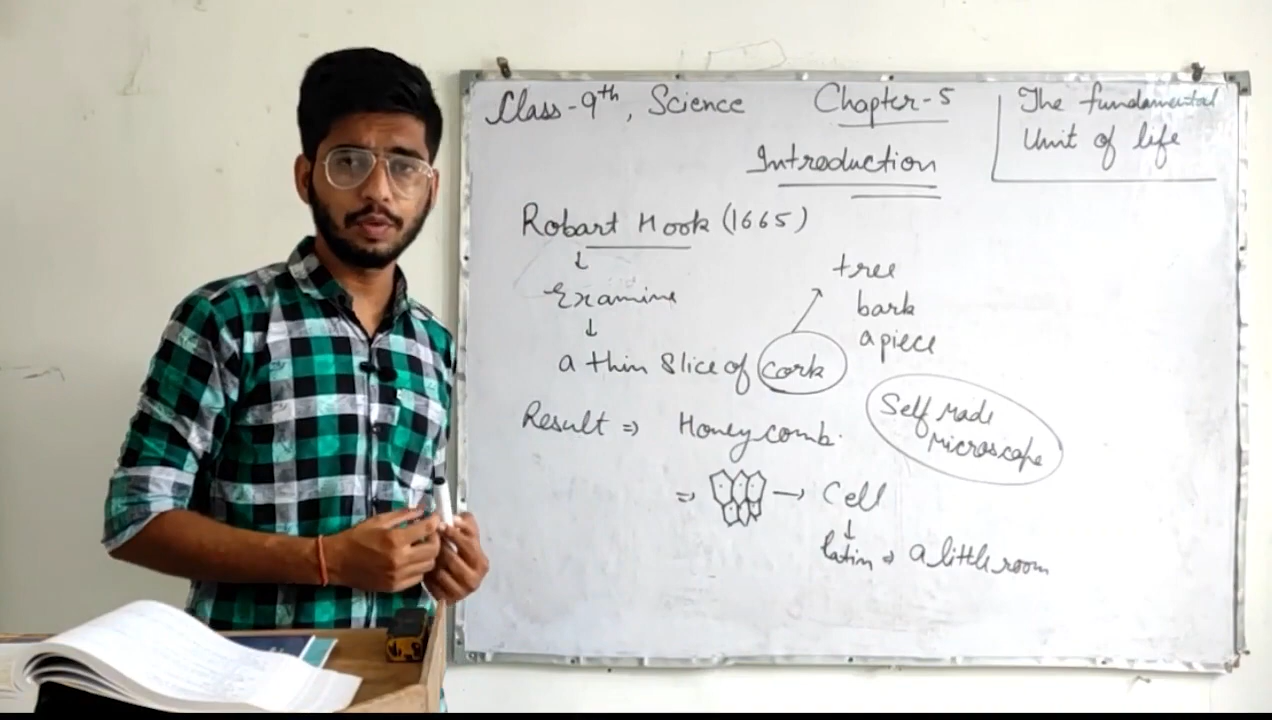 Class-9th, Science Chapter-5
The fundamental
Unit of life
Introduction
Robart Hook (1665)
↓
Examine
↓
a thin Slice of cork
tree
bark
a piece
Self Made
Microscope
Result ⇒ Honey comb.
⇒ → Cell
↓
latin ⇒ a little room